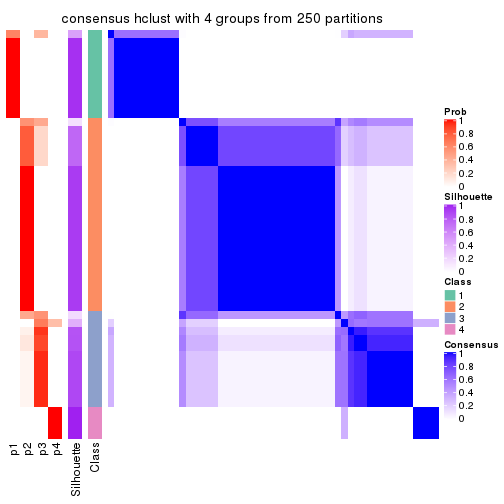 consensus hclust with 4 groups from 250 partitions
Prob
1
0.8
0.6
0.4
0.2
0
Silhouette
1
0.8
0.6
0.4
0.2
0
Class
1
2
3
4
Consensus
1
0.8
0.6
0.4
0.2
0
p1
p2
p3
p4
Silhouette
Class